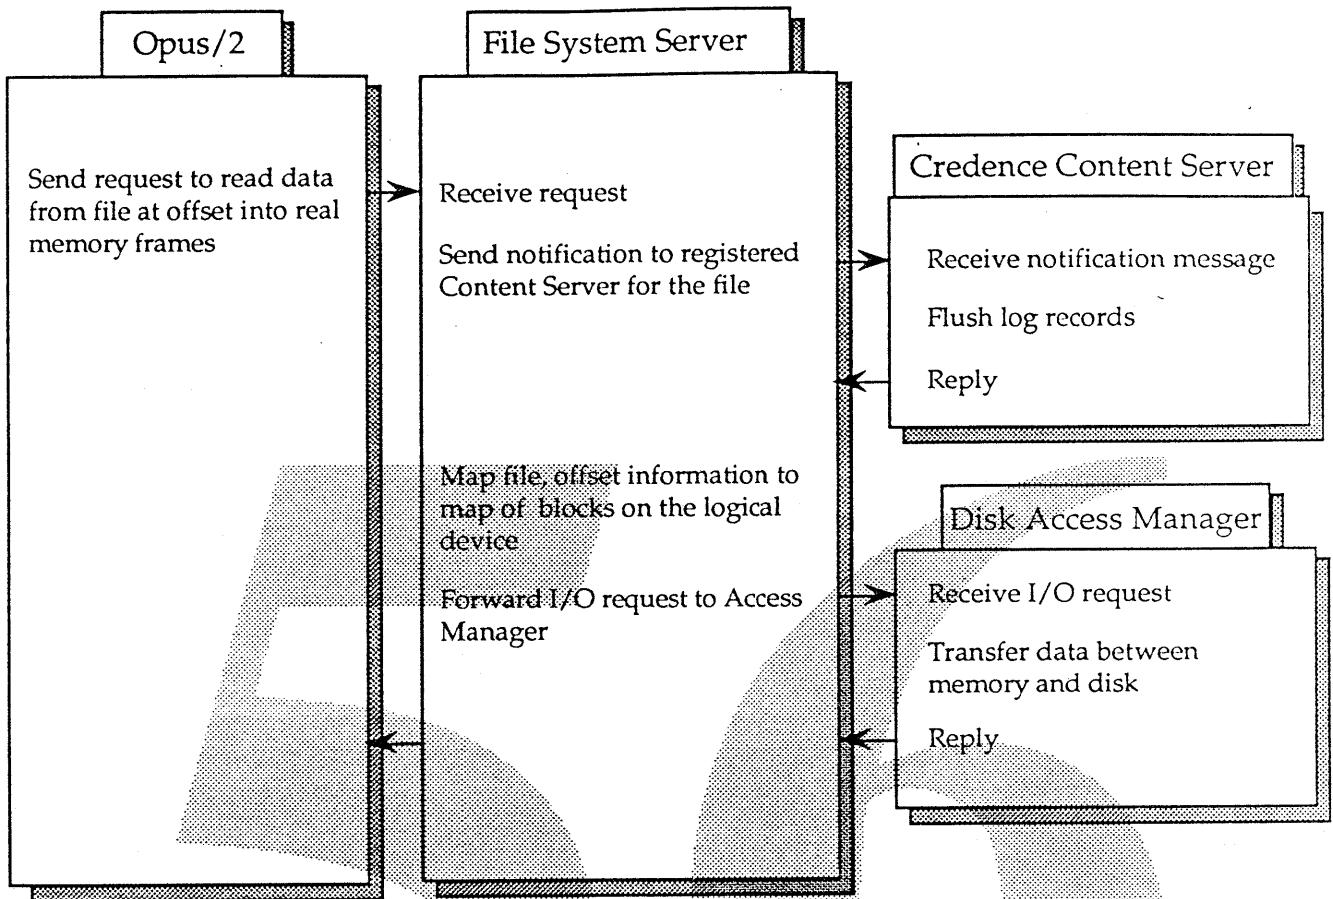 Opus/2
Send request to read data
from file at offset into real
memory frames
File System Server
Receive request
Send notification to registered
Content Server for the file
Map file, offset information to
map of blocks on the logical
device
Forward I/O request to Access
Manager
Credence Content Server
Receive notification message
Flush log records
Reply
Disk Access Manager
Receive I/O request
Transfer data between
memory and disk
Reply